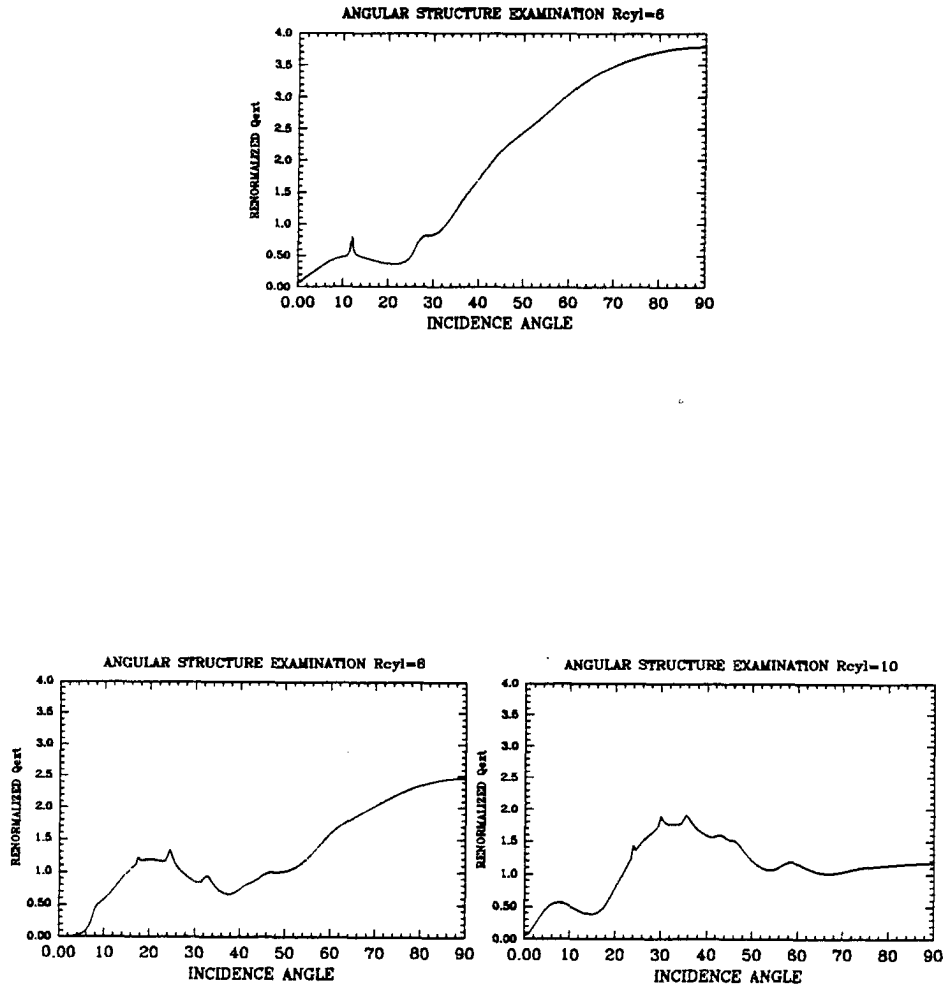 ANGULAR STRUCTURE EXAMINATION Rcyl=6
RENORMALIZED Qext
4.0
3.5
3.0
2.5
2.0
1.5
1.0
0.50
0.00
0.00 10 20 30 40 50 60 70 80 90
INCIDENCE ANGLE
ANGULAR STRUCTURE EXAMINATION Rcyl=8
RENORMALIZED Qext
4.0
3.5
3.0
2.5
2.0
1.5
1.0
0.50
0.00
0.00 10 20 30 40 50 60 70 80 90
INCIDENCE ANGLE
ANGULAR STRUCTURE EXAMINATION Rcyl=10
RENORMALIZED Qext
4.0
3.5
3.0
2.5
2.0
1.5
1.0
0.50
0.00
0.00 10 20 30 40 50 60 70 80 90
INCIDENCE ANGLE